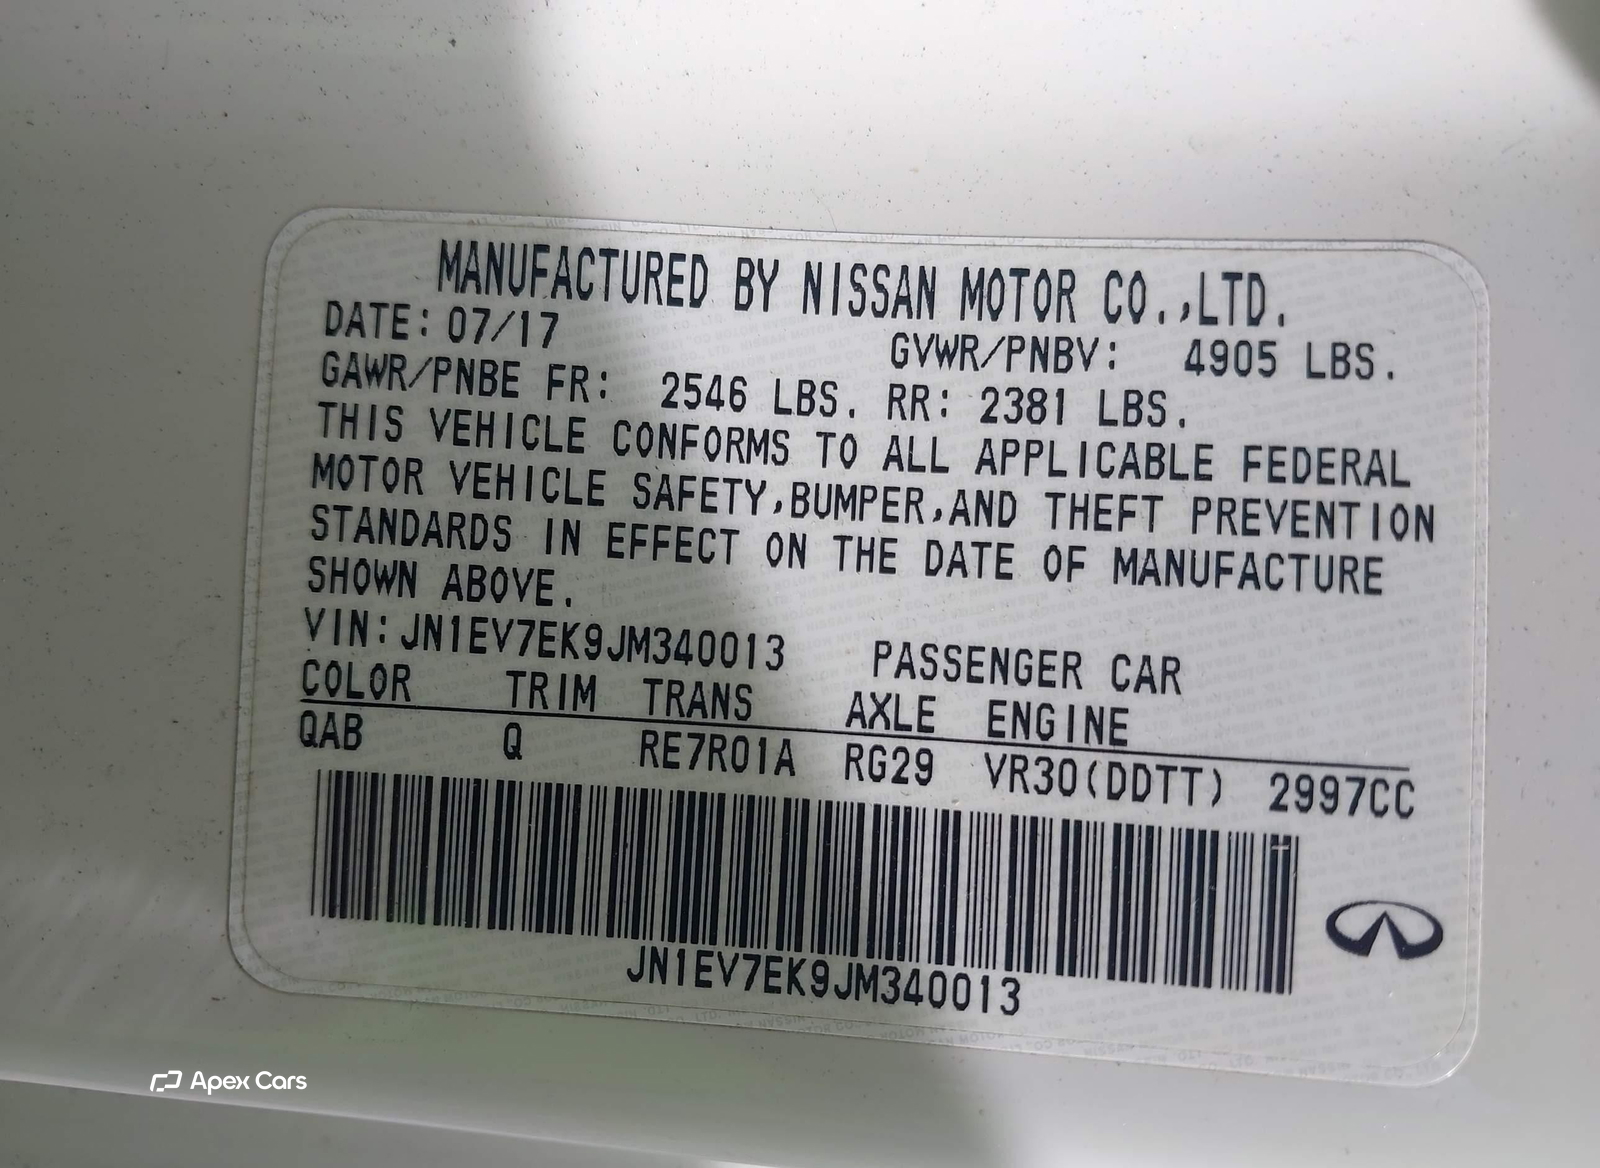 MANUFACTURED BY NISSAN MOTOR CO.,LTD.
DATE: 07/17 GVWR/PNBV: 4905 LBS.
GAWR/PNBE FR: 2546 LBS. RR: 2381 LBS.
THIS VEHICLE CONFORMS TO ALL APPLICABLE FEDERAL
MOTOR VEHICLE SAFETY,BUMPER,AND THEFT PREVENTION
STANDARDS IN EFFECT ON THE DATE OF MANUFACTURE
SHOWN ABOVE.
VIN: JN1EV7EK9JM340013 PASSENGER CAR
COLOR TRIM TRANS AXLE ENGINE
QAB Q RE7R01A RG29 VR30(DDTT) 2997CC
JN1EV7EK9JM340013
Apex Cars